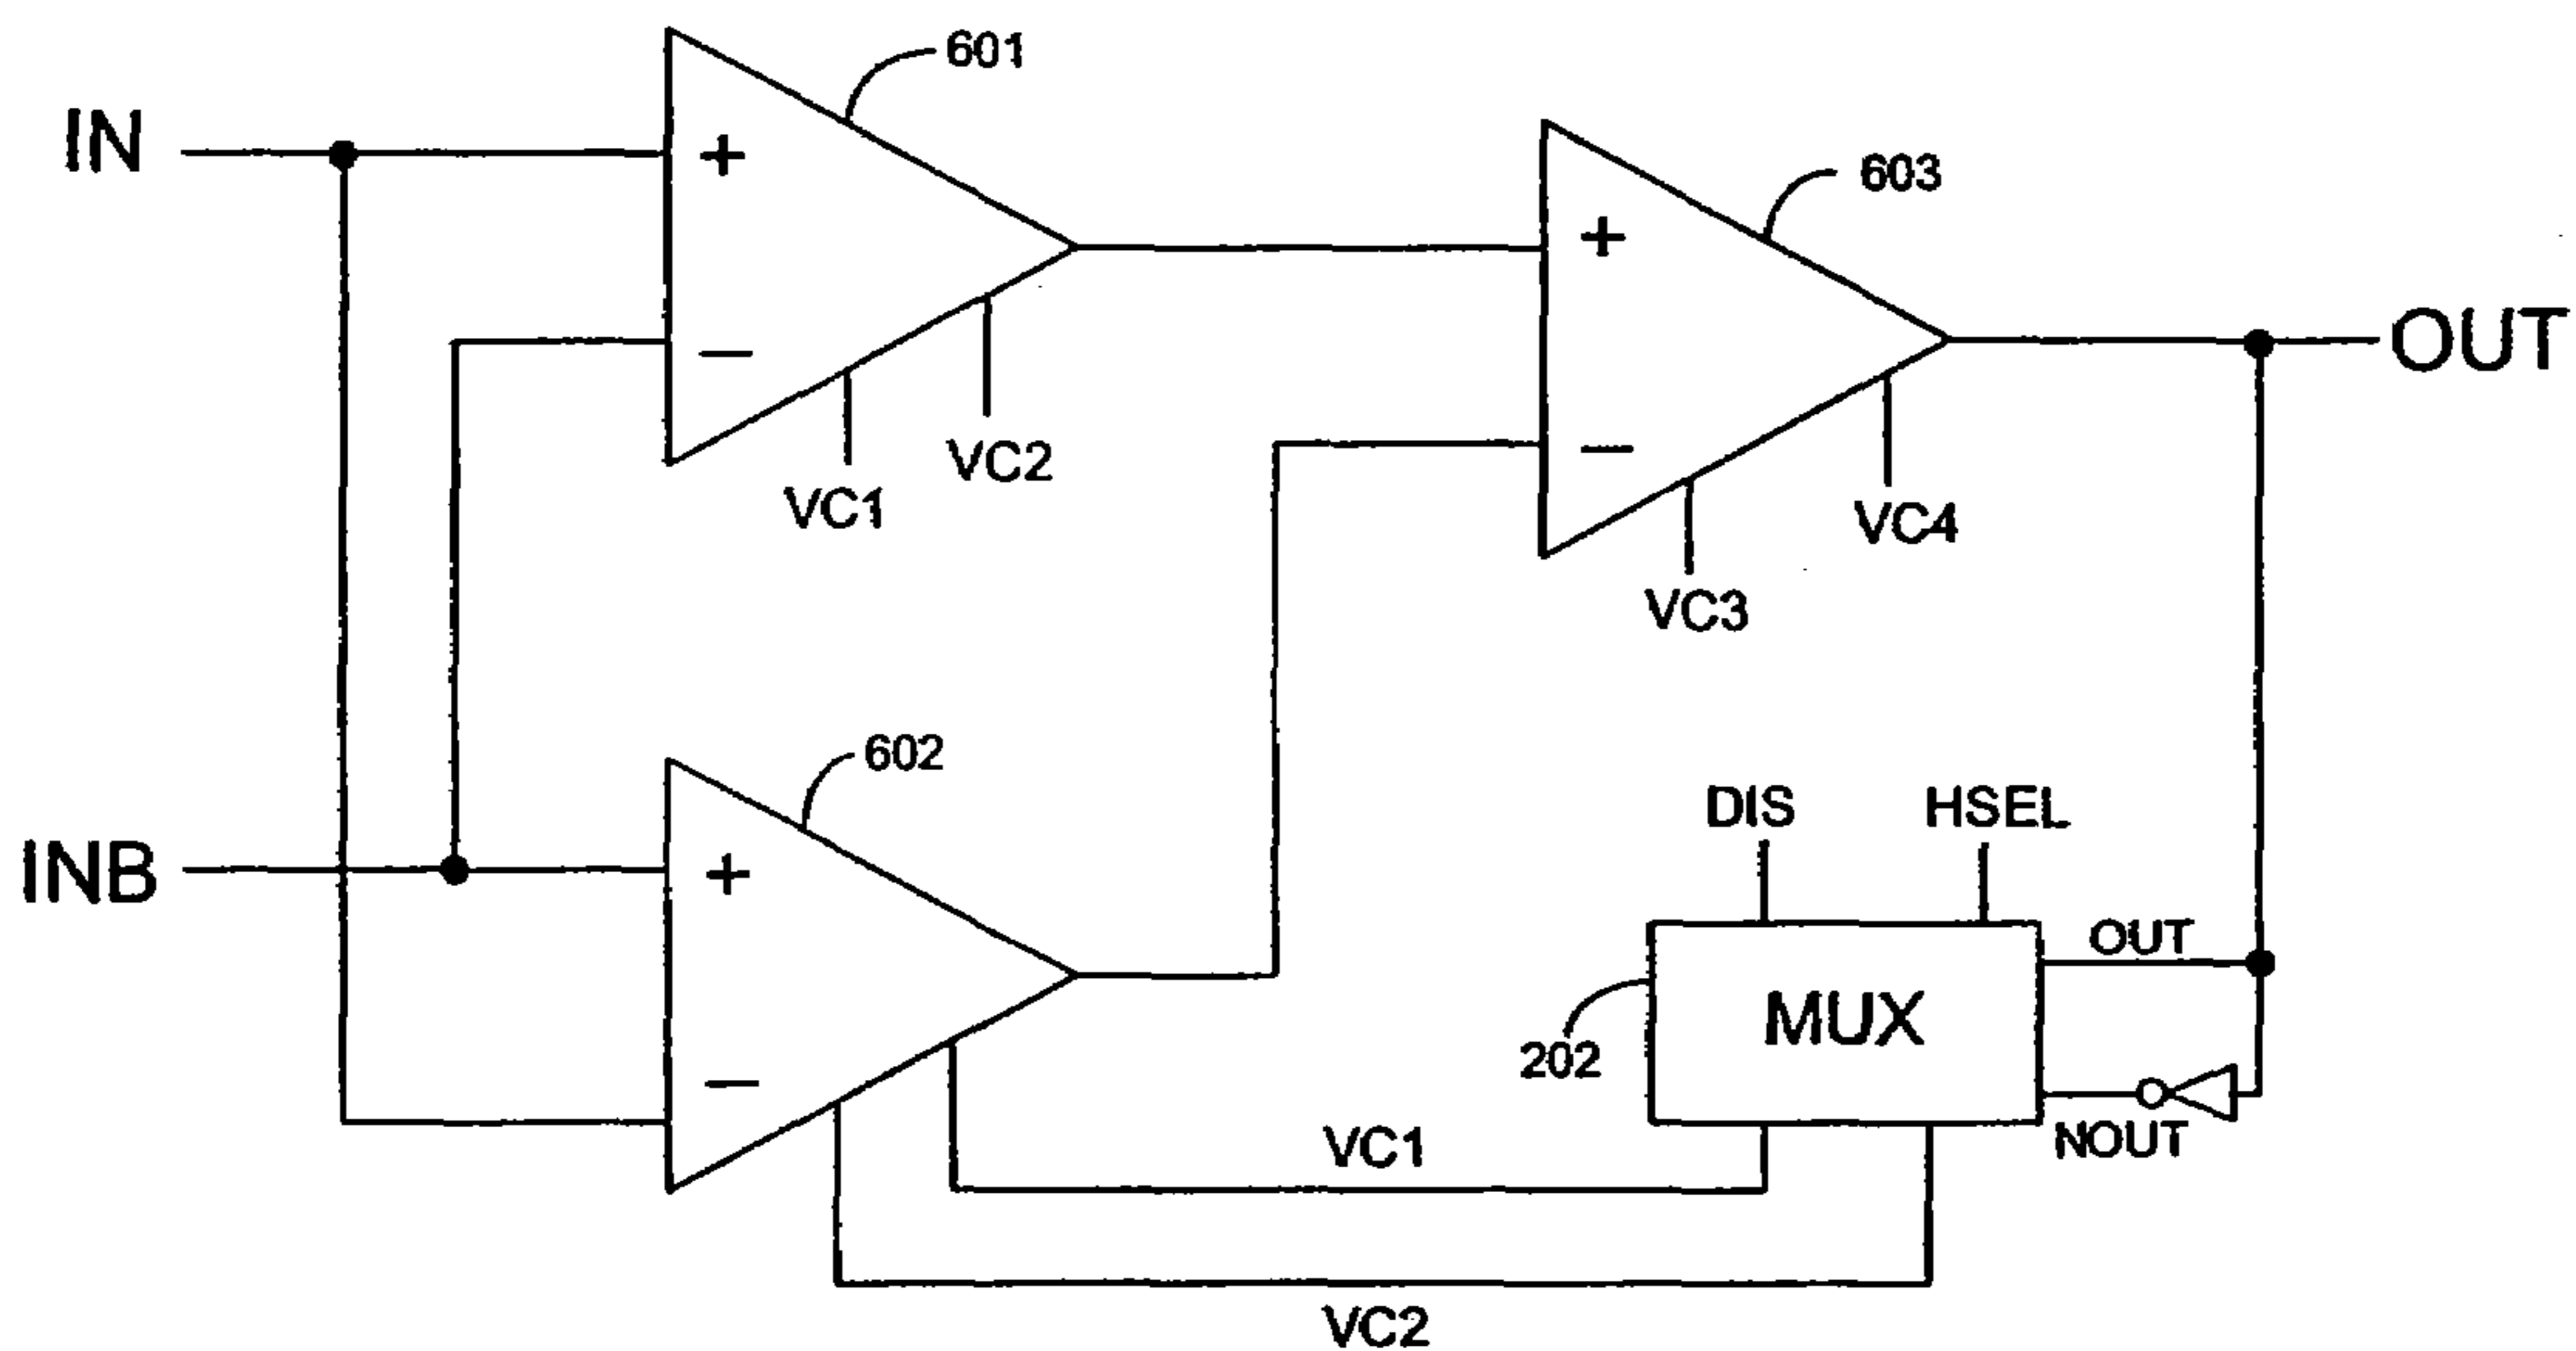 601
IN
+
603
+
−
OUT
VC2
VC1
−
VC4
VC3
602
DIS
HSEL
INB
+
OUT
MUX
202
−
VC1
NOUT
VC2